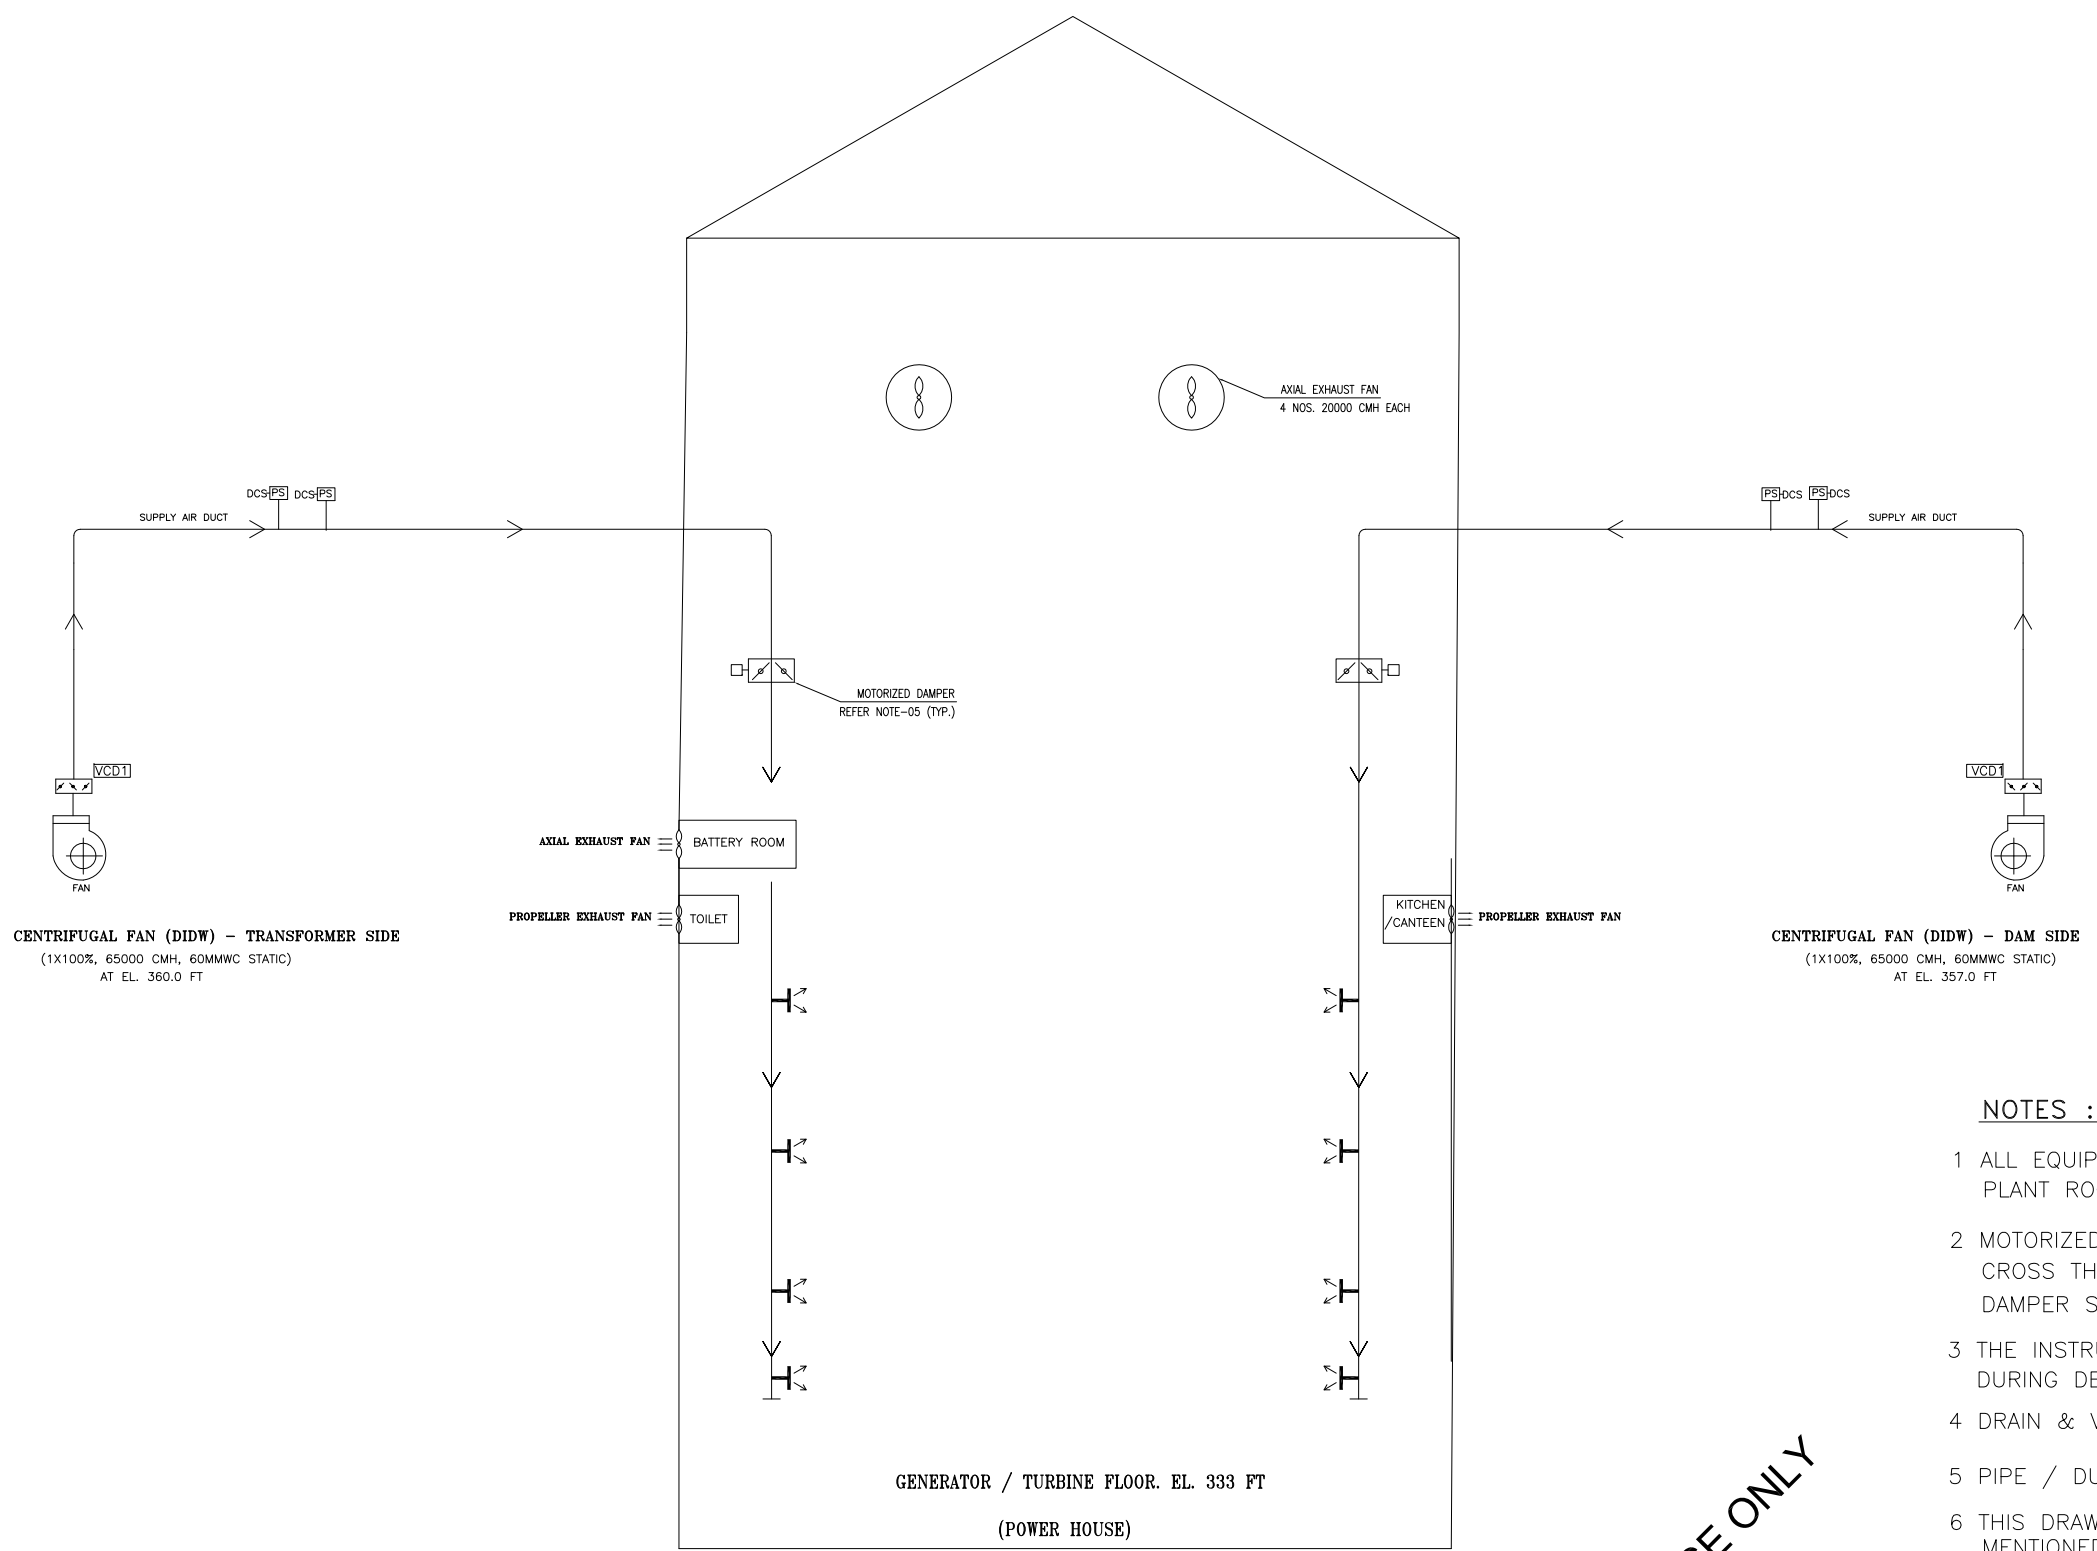 AXIAL EXHAUST FAN
4 NOS. 20000 CMH EACH
DCS PS DCS PS
SUPPLY AIR DUCT
PS DCS PS DCS
SUPPLY AIR DUCT
MOTORIZED DAMPER
REFER NOTE-05 (TYP.)
VCD1
VCD1
AXIAL EXHAUST FAN
BATTERY ROOM
FAN
FAN
PROPELLER EXHAUST FAN
TOILET
KITCHEN
/CANTEEN
PROPELLER EXHAUST FAN
CENTRIFUGAL FAN (DIDW) - TRANSFORMER SIDE
(1X100%, 65000 CMH, 60MMWC STATIC)
AT EL. 360.0 FT
CENTRIFUGAL FAN (DIDW) - DAM SIDE
(1X100%, 65000 CMH, 60MMWC STATIC)
AT EL. 357.0 FT
GENERATOR / TURBINE FLOOR. EL. 333 FT
(POWER HOUSE)
NOTES :
1 ALL EQUIP
PLANT RO
2 MOTORIZED
CROSS TH
DAMPER S
3 THE INSTR
DURING DE
4 DRAIN & V
5 PIPE / DU
6 THIS DRAW
MENTIONED
ONLY